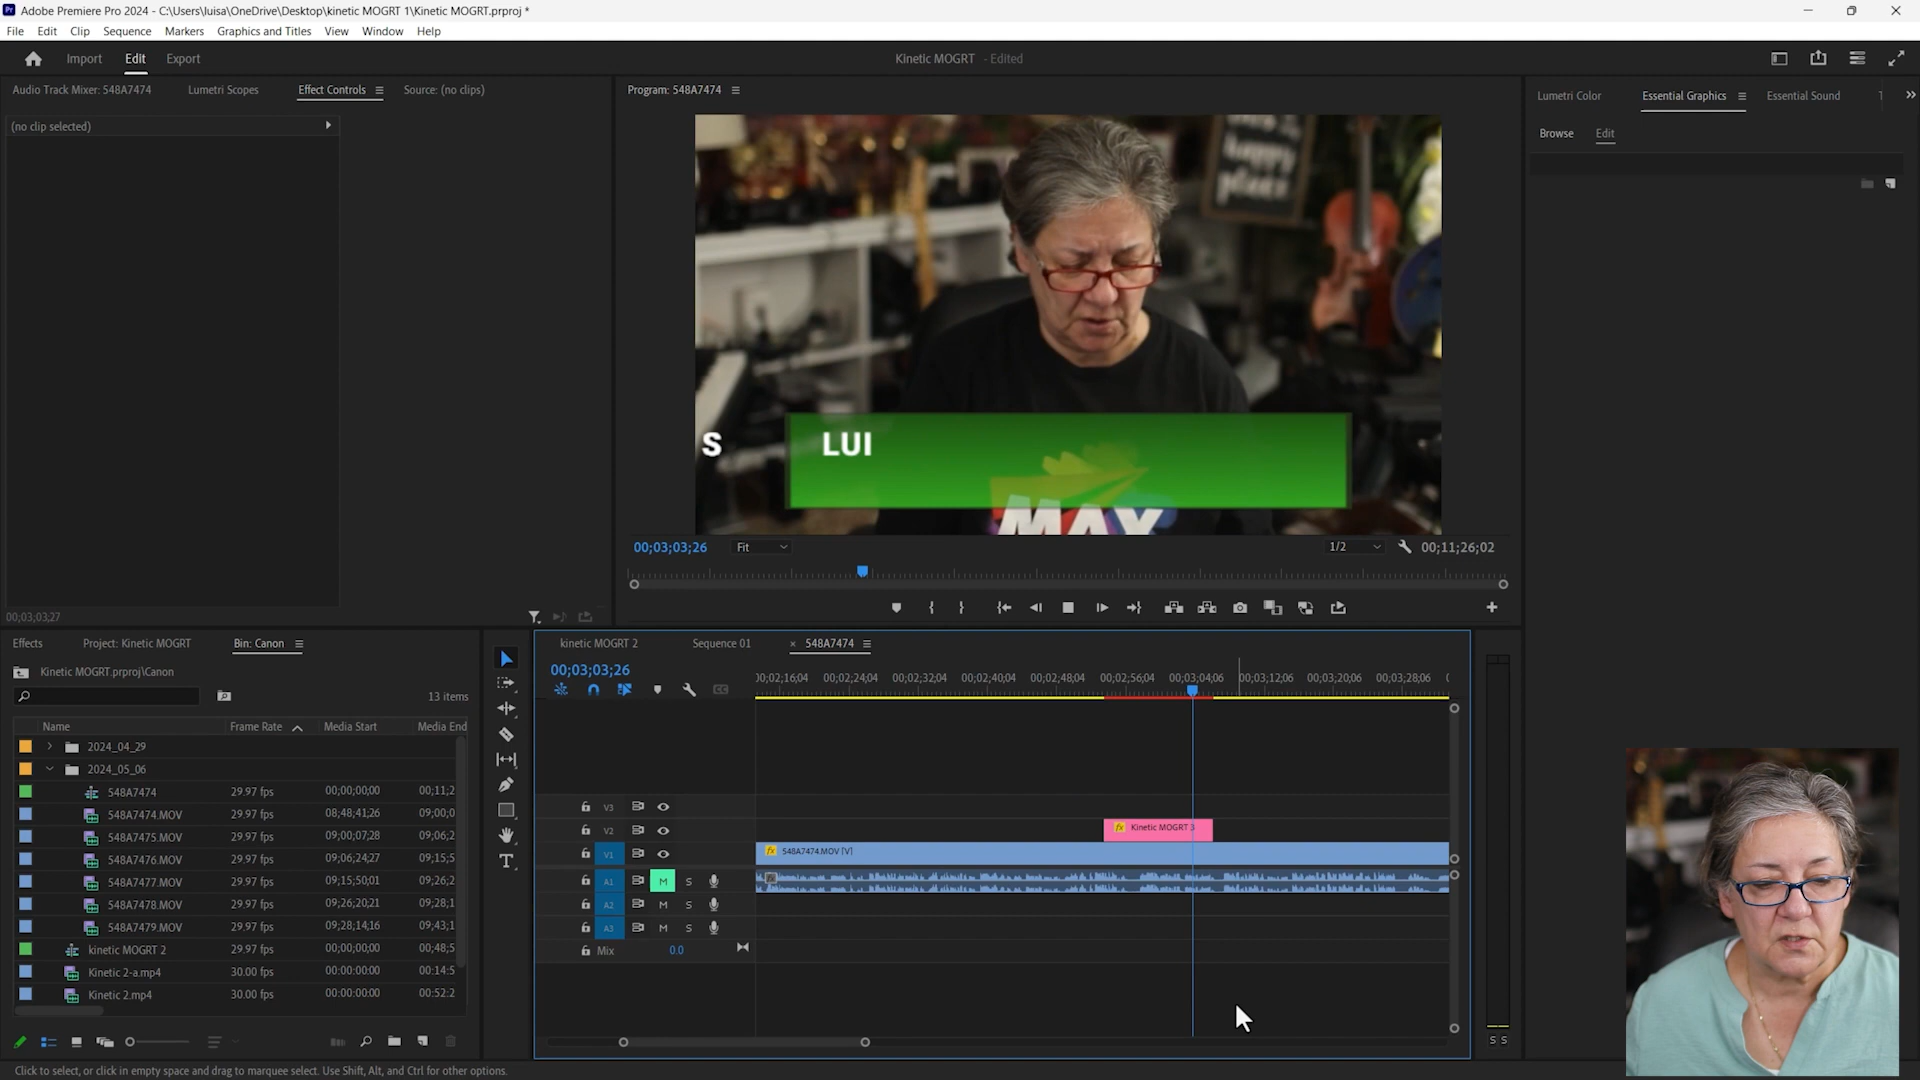 Adobe Premiere Pro 2024 - C:\Users\luisa\OneDrive\Desktop\kinetic MOGRT 1\Kinetic MOGRT.prproj *
File Edit Clip Sequence Markers Graphics and Titles View Window Help
Import Edit Export
Kinetic MOGRT - Edited
Audio Track Mixer: 548A7474 Lumetri Scopes Effect Controls Source: (no clips)
Program: 548A7474
Lumetri Color Essential Graphics Essential Sound T
(no clip selected)
Browse Edit
happy
place.
S LUI
MAX
00;03;03;26 Fit 1/2 00;11;26;02
00;03;03;27
Effects Project: Kinetic MOGRT Bin: Canon
kinetic MOGRT 2 Sequence 01 × 548A7474
Kinetic MOGRT.prproj\Canon
00;03;03;26
;00;02;16;04 00;02;24;04 00;02;32;04 00;02;40;04 00;02;48;04 00;02;56;04 00;03;04;06 00;03;12;06 00;03;20;06 00;03;28;06
13 items
Name Frame Rate Media Start Media End
2024_04_29
2024_05_06
548A7474 29.97 fps 00;00;00;00 00;11;2
548A7474.MOV 29.97 fps 08;48;41;26 09;00;0
548A7475.MOV 29.97 fps 09;00;07;28 09;06;2
548A7476.MOV 29.97 fps 09;06;24;27 09;15;5
548A7477.MOV 29.97 fps 09;15;50;01 09;26;2
548A7478.MOV 29.97 fps 09;26;20;21 09;28;1
548A7479.MOV 29.97 fps 09;28;14;16 09;43;1
kinetic MOGRT 2 29.97 fps 00;00;00;00 00;48;5
Kinetic 2-a.mp4 30.00 fps 00:00:00:00 00:14:5
Kinetic 2.mp4 30.00 fps 00:00:00:00 00:52:2
V3
V2 fx Kinetic MOGRT 3
V1 fx 548A7474.MOV [V]
A1 M S
A2 M S
A3 M S
Mix 0.0
S S
Click to select, or click in empty space and drag to marquee select. Use Shift, Alt, and Ctrl for other options.